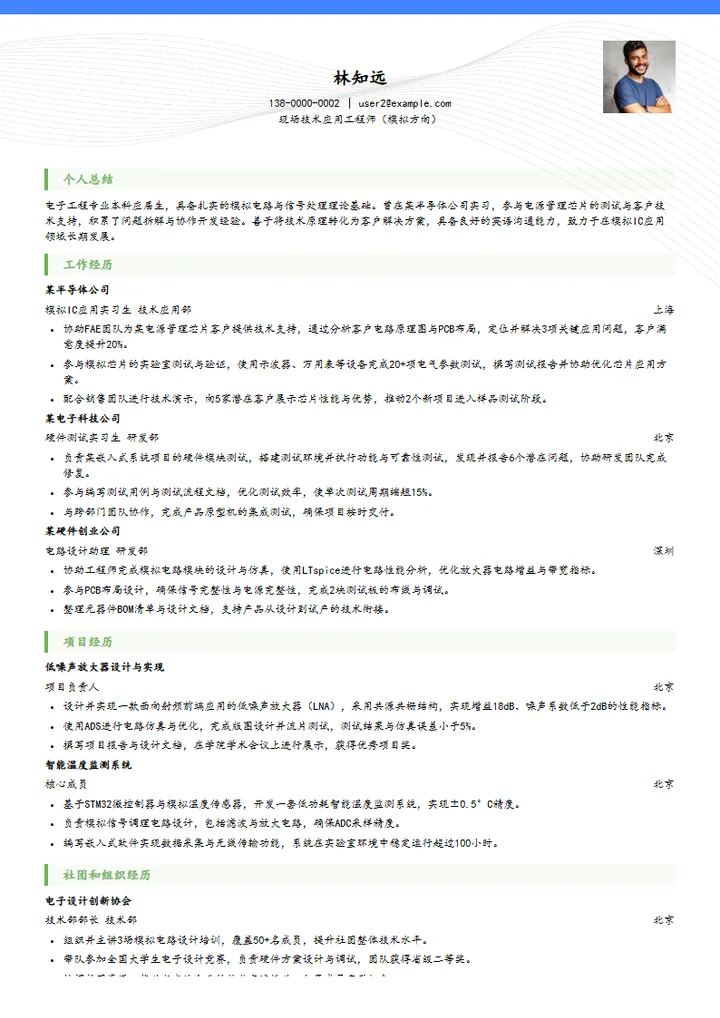 林知远
138-0000-0002 | user2@example.com
现场技术应用工程师（模拟方向）
个人总结
电子工程专业本科应届生，具备扎实的模拟电路与信号处理理论基础。曾在某半导体公司实习，参与电源管理芯片的测试与客户技
术支持，积累了问题拆解与协作开发经验。善于将技术原理转化为客户解决方案，具备良好的英语沟通能力，致力于在模拟IC应用
领域长期发展。
工作经历
某半导体公司
模拟IC应用实习生 技术应用部 上海
• 协助FAE团队为某电源管理芯片客户提供技术支持，通过分析客户电路原理图与PCB布局，定位并解决3项关键应用问题，客户满
意度提升20%。
• 参与模拟芯片的实验室测试与验证，使用示波器、万用表等设备完成20+项电气参数测试，撰写测试报告并协助优化芯片应用方
案。
• 配合销售团队进行技术演示，向5家潜在客户展示芯片性能与优势，推动2个新项目进入样品测试阶段。
某电子科技公司
硬件测试实习生 研发部 北京
• 负责某嵌入式系统项目的硬件模块测试，搭建测试环境并执行功能与可靠性测试，发现并报告6个潜在问题，协助研发团队完成
修复。
• 参与编写测试用例与测试流程文档，优化测试效率，使单次测试周期缩短15%。
• 与跨部门团队协作，完成产品原型机的集成测试，确保项目按时交付。
某硬件创业公司
电路设计助理 研发部 深圳
• 协助工程师完成模拟电路模块的设计与仿真，使用LTspice进行电路性能分析，优化放大器电路增益与带宽指标。
• 参与PCB布局设计，确保信号完整性与电源完整性，完成2块测试板的布线与调试。
• 整理元器件BOM清单与设计文档，支持产品从设计到试产的技术衔接。
项目经历
低噪声放大器设计与实现
项目负责人 北京
• 设计并实现一款面向射频前端应用的低噪声放大器（LNA），采用共源共栅结构，实现增益18dB、噪声系数低于2dB的性能指标。
• 使用ADS进行电路仿真与优化，完成版图设计并流片测试，测试结果与仿真误差小于5%。
• 撰写项目报告与设计文档，在学院学术会议上进行展示，获得优秀项目奖。
智能温度监测系统
核心成员 北京
• 基于STM32微控制器与模拟温度传感器，开发一套低功耗智能温度监测系统，实现±0.5°C精度。
• 负责模拟信号调理电路设计，包括滤波与放大电路，确保ADC采样精度。
• 编写嵌入式软件实现数据采集与无线传输功能，系统在实验室环境中稳定运行超过100小时。
社团和组织经历
电子设计创新协会
技术部部长 技术部 北京
• 组织并主讲3场模拟电路设计培训，覆盖50+名成员，提升社团整体技术水平。
• 带队参加全国大学生电子设计竞赛，负责硬件方案设计与调试，团队获得省级二等奖。